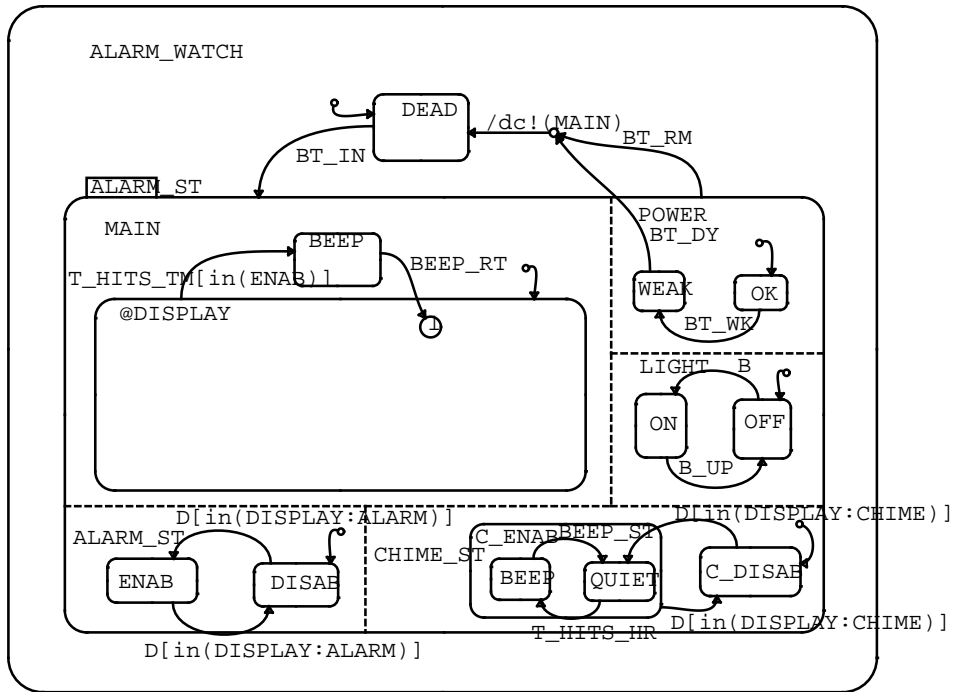 ALARM_WATCH
DEAD
/dc!(MAIN)
BT_RM
BT_IN
ALARM_ST
MAIN
POWER
BT_DY
BEEP
BEEP_RT
T_HITS_TM[in(ENAB)]
WEAK
OK
@DISPLAY
1
BT_WK
LIGHT
B
ON
OFF
B_UP
D[in(DISPLAY:ALARM)]
D[in(DISPLAY:CHIME)]
ALARM_ST
CHIME_ST
C_ENAB
BEEP_ST
ENAB
DISAB
BEEP
QUIET
C_DISAB
T_HITS_HR
D[in(DISPLAY:CHIME)]
D[in(DISPLAY:ALARM)]